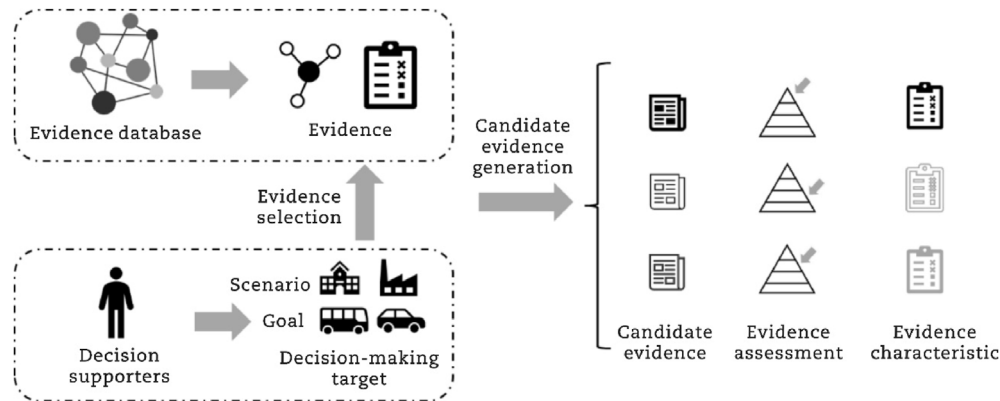 Evidence database
Evidence
Evidence
selection
Scenario
Goal
Decision
supporters
Decision-making
target
Candidate
evidence
generation
Candidate
evidence
Evidence
assessment
Evidence
characteristic